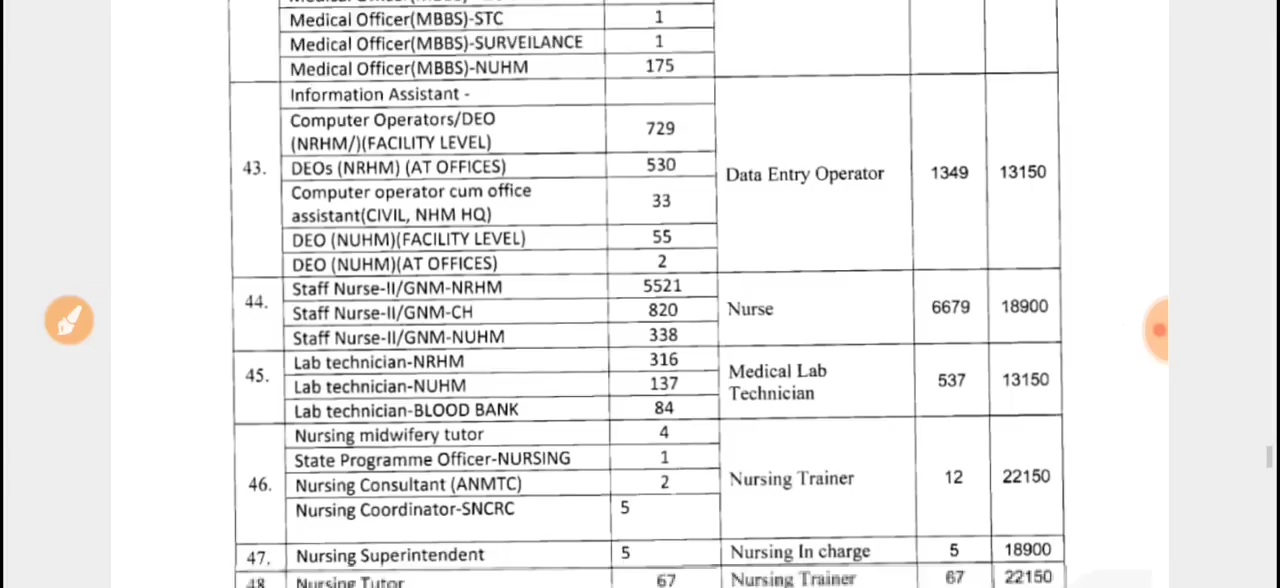 Medical Officer(MBBS)-STC 1
Medical Officer(MBBS)-SURVEILANCE 1
Medical Officer(MBBS)-NUHM 175
43. Information Assistant -
Computer Operators/DEO
(NRHM/)(FACILITY LEVEL) 729
DEOs (NRHM) (AT OFFICES) 530
Data Entry Operator 1349 13150
Computer operator cum office
assistant(CIVIL, NHM HQ) 33
DEO (NUHM)(FACILITY LEVEL) 55
DEO (NUHM)(AT OFFICES) 2
44. Staff Nurse-II/GNM-NRHM 5521
Staff Nurse-II/GNM-CH 820 Nurse 6679 18900
Staff Nurse-II/GNM-NUHM 338
45. Lab technician-NRHM 316
Lab technician-NUHM 137
Medical Lab
Technician 537 13150
Lab technician-BLOOD BANK 84
46. Nursing midwifery tutor 4
State Programme Officer-NURSING 1
Nursing Consultant (ANMTC) 2 Nursing Trainer 12 22150
Nursing Coordinator-SNCRC 5
47. Nursing Superintendent 5 Nursing In charge 5 18900
48. Nursing Tutor 67 Nursing Trainer 67 22150